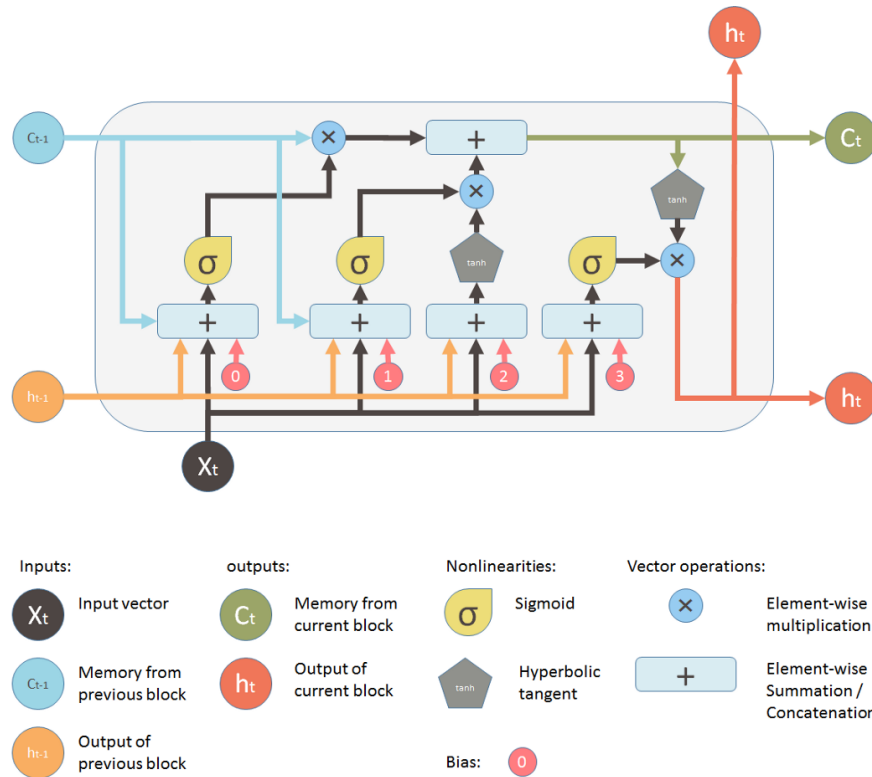 ht
Ct-1
×
+
Ct
tanh
×
σ
σ
tanh
σ
×
+
+
+
+
0
1
2
3
ht-1
ht
Xt
Inputs:
outputs:
Nonlinearities:
Vector operations:
Xt
Input vector
Ct
Memory from
current block
σ
Sigmoid
×
Element-wise
multiplication
Ct-1
Memory from
previous block
ht
Output of
current block
tanh
Hyperbolic
tangent
+
Element-wise
Summation /
Concatenation
ht-1
Output of
previous block
Bias:
0